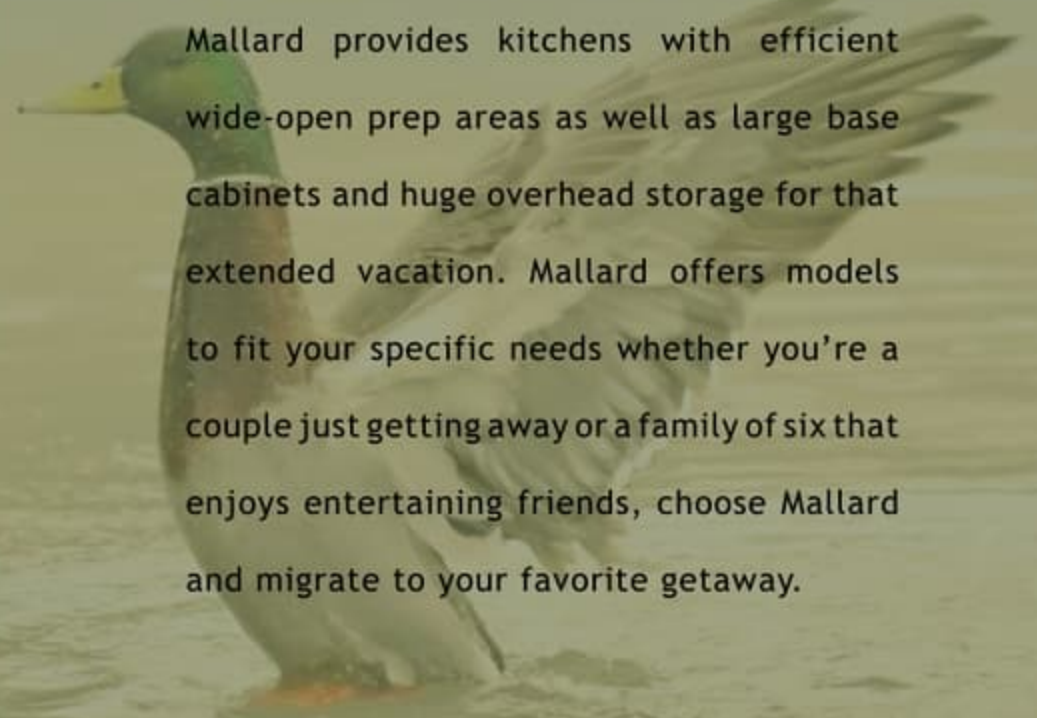 Mallard provides kitchens with efficient
wide-open prep areas as well as large base
cabinets and huge overhead storage for that
extended vacation. Mallard offers models
to fit your specific needs whether you’re a
couple just getting away or a family of six that
enjoys entertaining friends, choose Mallard
and migrate to your favorite getaway.